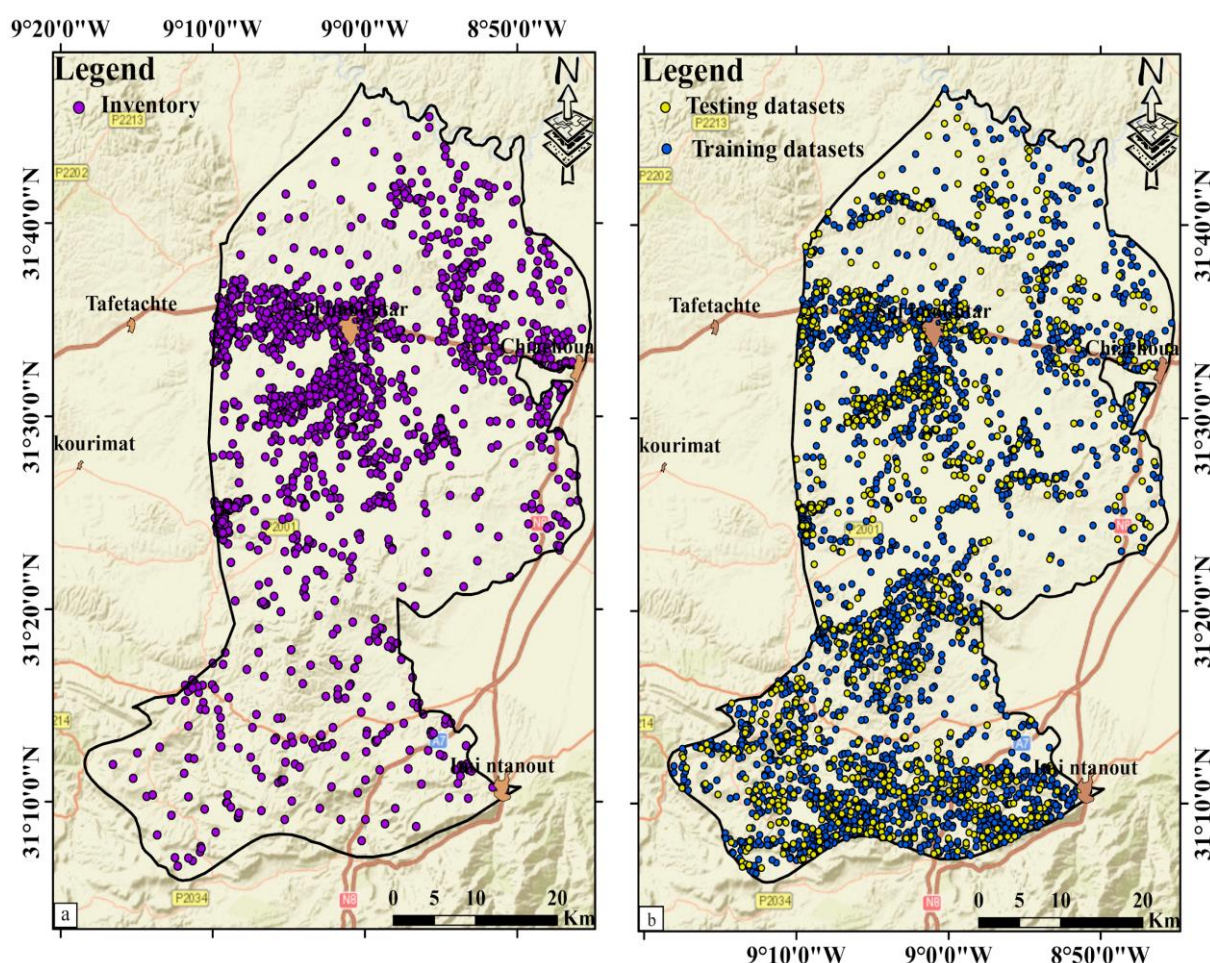 9°20'0"W 9°10'0"W 9°0'0"W 8°50'0"W
Legend
Inventory
N
P2213
P2202
31°40'0"N
31°30'0"N
31°20'0"N
31°10'0"N
Tafetachte
Chichaoua
kourimat
P2001
N8
214
A7
P2034
N8
0 5 10 20
Km
a
Legend
Testing datasets
Training datasets
N
P2213
P2202
31°40'0"N
31°30'0"N
31°20'0"N
31°10'0"N
Tafetachte
Chichaoua
kourimat
P2001
N8
214
A7
P2034
N8
0 5 10 20
Km
b
9°10'0"W 9°0'0"W 8°50'0"W